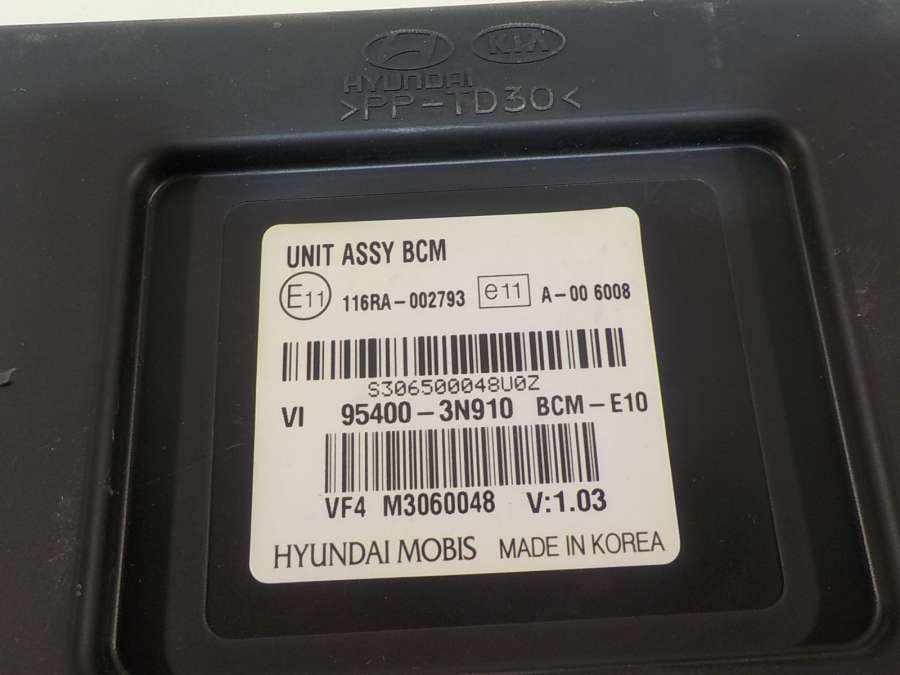 KIA
HYUNDAI
>PP-TD30<
UNIT ASSY BCM
E11 116RA-002793 e11 A-00 6008
S306500048U0Z
VI 95400-3N910 BCM-E10
VF4 M3060048 V:1.03
HYUNDAI MOBIS MADE IN KOREA